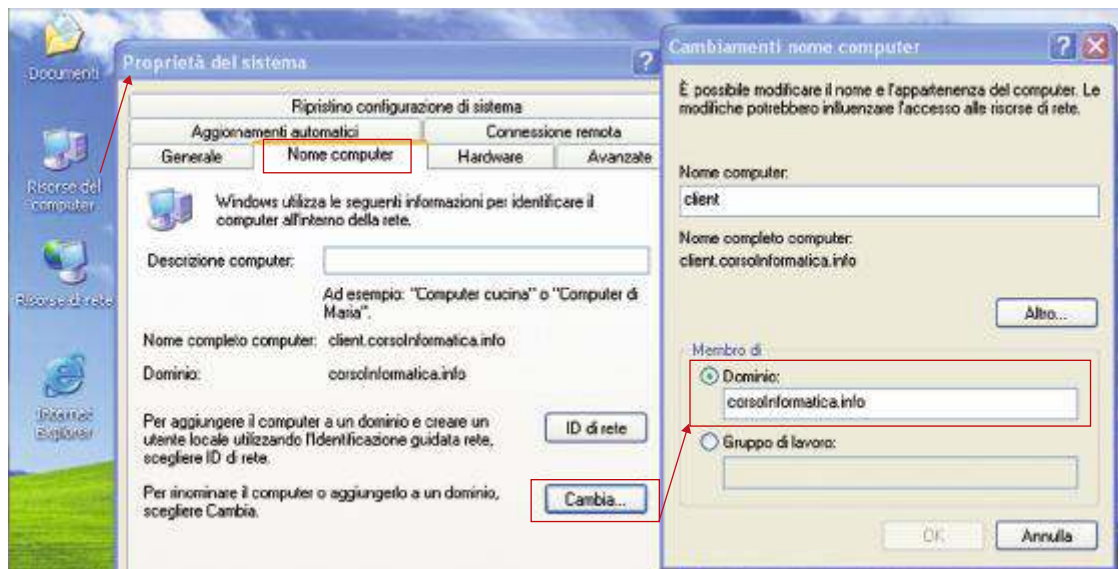 Documenti
Risorse del
computer
Risorse di rete
Internet
Explorer
Proprietà del sistema
Ripristino configurazione di sistema
Aggiornamenti automatici
Connessione remota
Generale
Nome computer
Hardware
Avanzate
Windows utilizza le seguenti informazioni per identificare il
computer all'interno della rete.
Descrizione computer:
Ad esempio: "Computer cucina" o "Computer di
Maria".
Nome completo computer: client.corsoInformatica.info
Dominio: corsoInformatica.info
Per aggiungere il computer a un dominio e creare un
utente locale utilizzando l'Identificazione guidata rete,
scegliere ID di rete.
ID di rete
Per rinominare il computer o aggiungerlo a un dominio,
scegliere Cambia.
Cambia...
Cambiamenti nome computer
È possibile modificare il nome e l'appartenenza del computer. Le
modifiche potrebbero influenzare l'accesso alle risorse di rete.
Nome computer:
client
Nome completo computer:
client.corsoInformatica.info
Altro...
Membro di
Dominio:
corsoInformatica.info
Gruppo di lavoro:
OK
Annulla